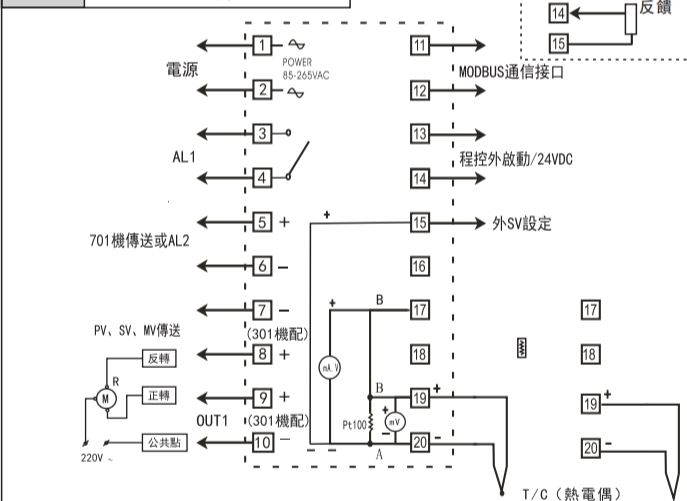 14
反饋
15
1
11
電源
POWER
85-265VAC
MODBUS通信接口
2
12
3
13
AL1
程控外啟動/24VDC
4
14
+
5 +
15
外SV設定
701機傳送或AL2
6 −
16
7 −
+
B
17
17
PV、SV、MV傳送
(301機配)
反轉
8 +
18
18
mA.V
R
M
正轉
B
9 +
19 +
19 +
OUT1
(301機配)
Pt100
+
mV
公共點
10 −
−
− −
A
20 -
20 -
220V ~
T/C（熱電偶）